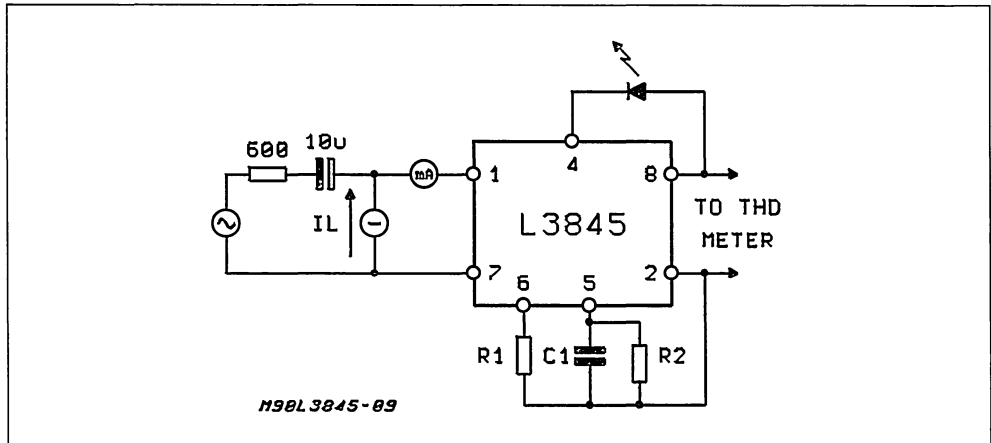 600 10u
mA 1 4 8
IL
L3845
TO THD
METER
7 6 5 2
R1 C1 R2
M90L3845-09